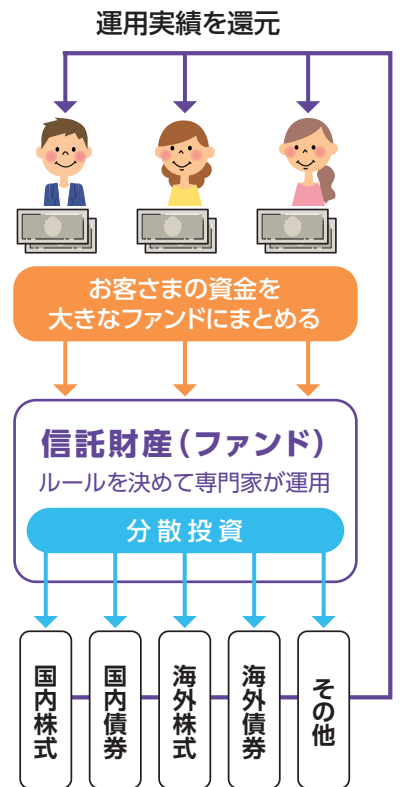 運用実績を還元
お客さまの資金を
大きなファンドにまとめる
信託財産（ファンド）
ルールを決めて専門家が運用
分散投資
国内株式
国内債券
海外株式
海外債券
その他